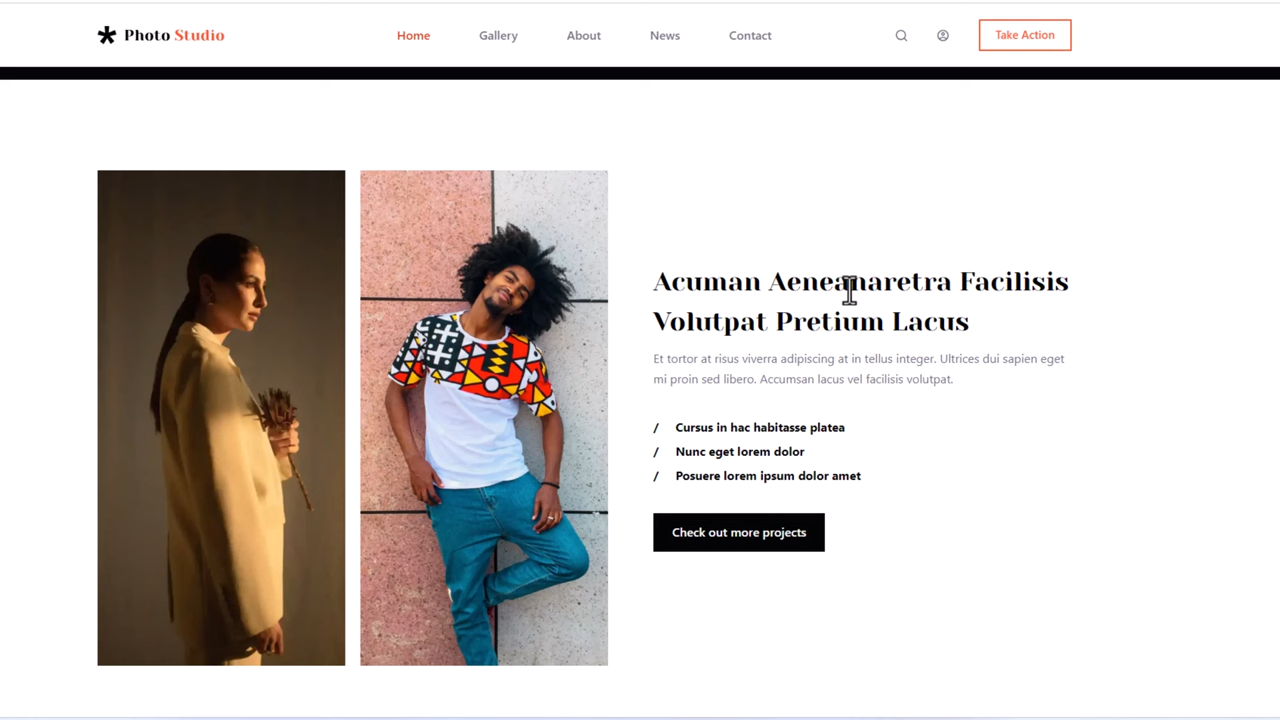 Photo Studio
Home Gallery About News Contact
Take Action
Acuman Aeneanaretra Facilisis
Volutpat Pretium Lacus
Et tortor at risus viverra adipiscing at in tellus integer. Ultrices dui sapien eget
mi proin sed libero. Accumsan lacus vel facilisis volutpat.
/ Cursus in hac habitasse platea
/ Nunc eget lorem dolor
/ Posuere lorem ipsum dolor amet
Check out more projects